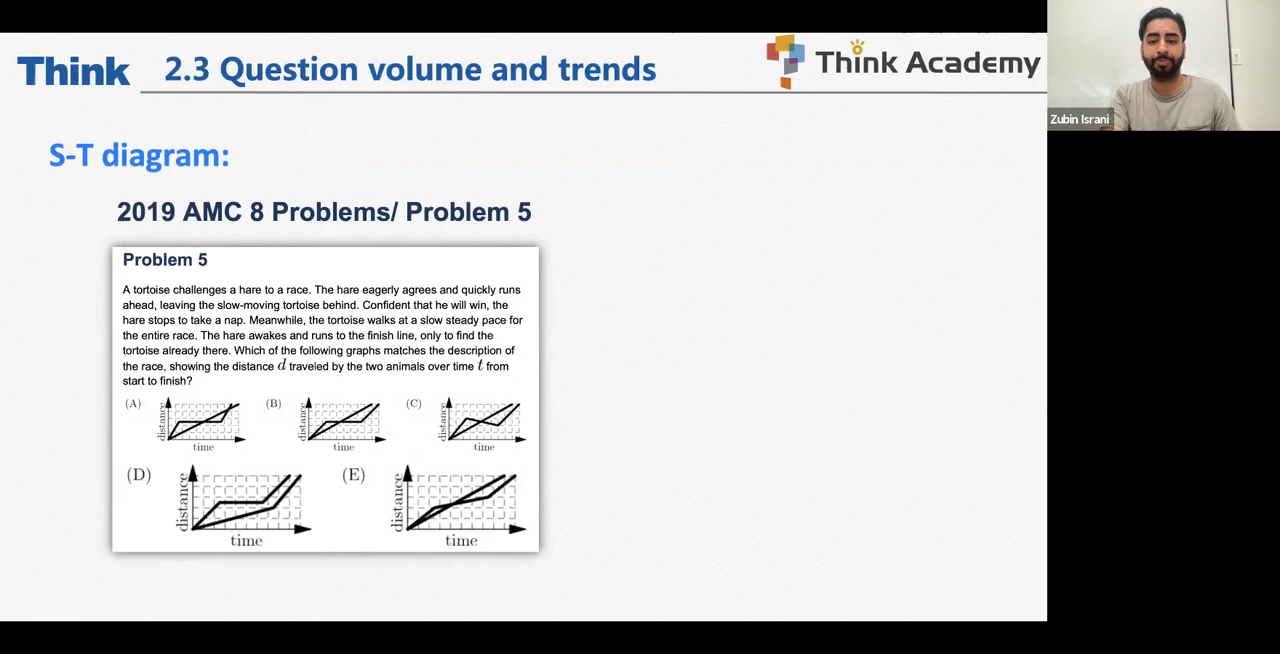 Think 2.3 Question volume and trends Think Academy
Zubin Israni
S-T diagram:
2019 AMC 8 Problems/ Problem 5
Problem 5
A tortoise challenges a hare to a race. The hare eagerly agrees and quickly runs
ahead, leaving the slow-moving tortoise behind. Confident that he will win, the
hare stops to take a nap. Meanwhile, the tortoise walks at a slow steady pace for
the entire race. The hare awakes and runs to the finish line, only to find the
tortoise already there. Which of the following graphs matches the description of
the race, showing the distance d traveled by the two animals over time t from
start to finish?
(A) distance time
(B) distance time
(C) distance time
(D) distance time
(E) distance time